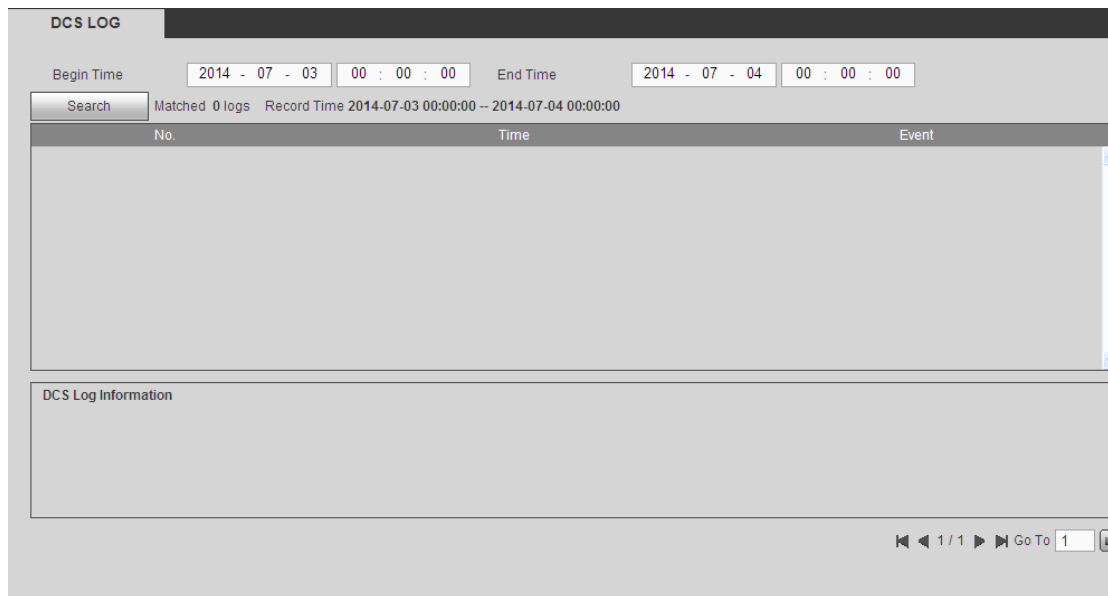 DCS LOG
Begin Time 2014 - 07 - 03 00 : 00 : 00 End Time 2014 - 07 - 04 00 : 00 : 00
Search Matched 0 logs Record Time 2014-07-03 00:00:00 -- 2014-07-04 00:00:00
No. Time Event
DCS Log Information
1 / 1 Go To 1